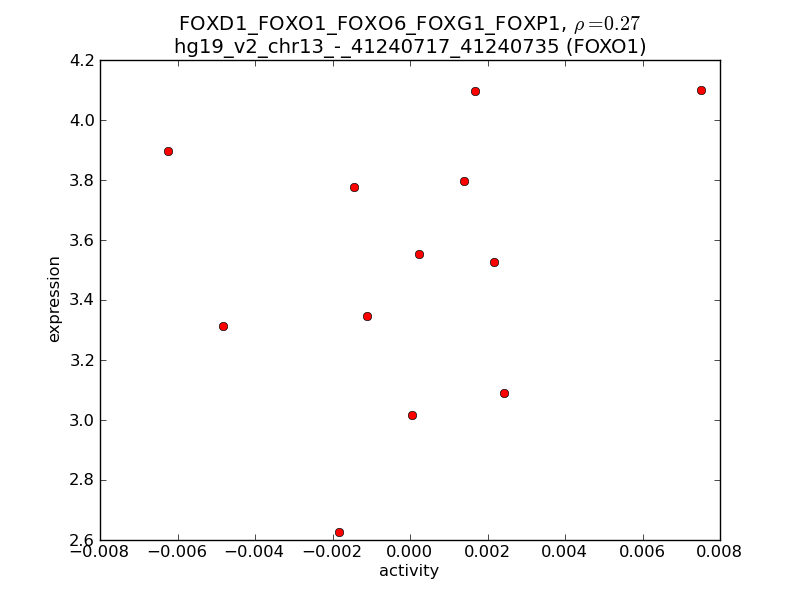 FOXD1_FOXO1_FOXO6_FOXG1_FOXP1, ρ=0.27
hg19_v2_chr13_-_41240717_41240735 (FOXO1)
4.2
4.0
3.8
3.6
3.4
3.2
3.0
2.8
2.6
expression
−0.008 −0.006 −0.004 −0.002 0.000 0.002 0.004 0.006 0.008
activity